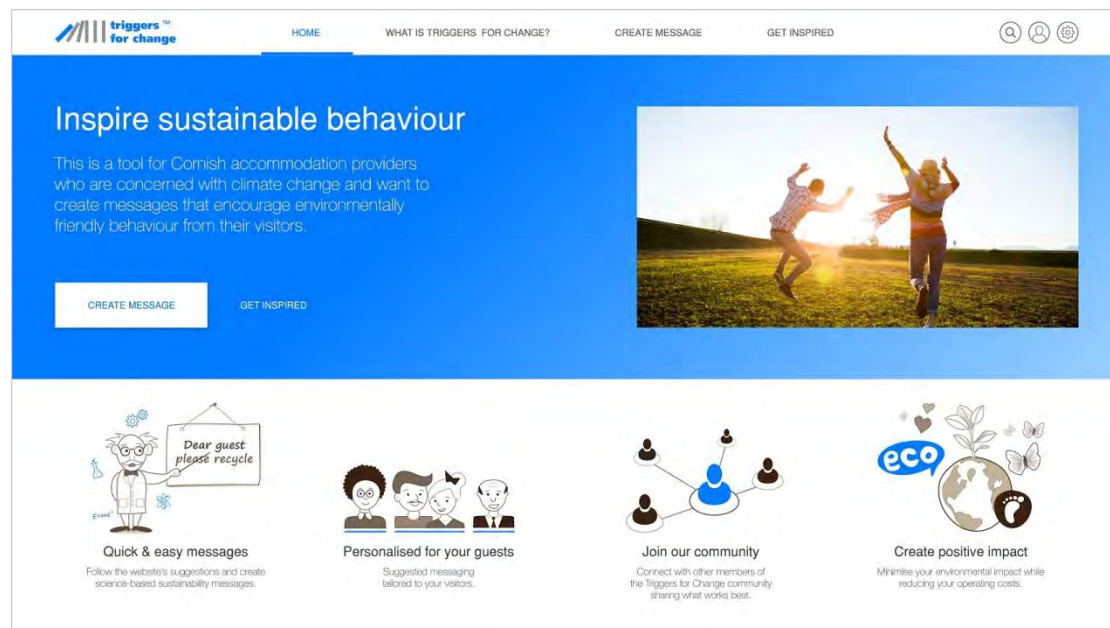 triggers ™
for change
HOME
WHAT IS TRIGGERS FOR CHANGE?
CREATE MESSAGE
GET INSPIRED
Inspire sustainable behaviour
This is a tool for Cornish accommodation providers
who are concerned with climate change and want to
create messages that encourage environmentally
friendly behaviour from their visitors.
CREATE MESSAGE
GET INSPIRED
Dear guest
please recycle
eco
Quick & easy messages
Follow the website's suggestions and create
science-based sustainability messages.
Personalised for your guests
Suggested messaging
tailored to your visitors.
Join our community
Connect with other members of
the Triggers for Change community
sharing what works best.
Create positive impact
Minimise your environmental impact while
reducing your operating costs.